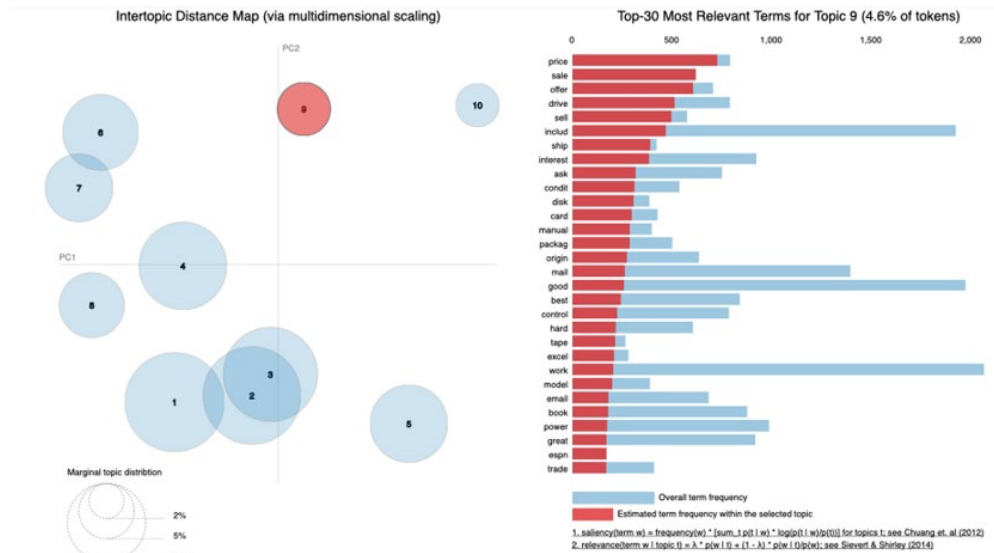 Intertopic Distance Map (via multidimensional scaling)
PC2
PC1
6
7
9
10
4
8
3
2
1
5
Marginal topic distribtion
2%
5%
Top-30 Most Relevant Terms for Topic 9 (4.6% of tokens)
0 500 1,000 1,500 2,000
price
sale
offer
drive
sell
includ
ship
interest
ask
condit
disk
card
manual
packag
origin
mail
good
best
control
hard
tape
excel
work
model
email
book
power
great
espn
trade
Overall term frequency
Estimated term frequency within the selected topic
1. saliency(term w) = frequency(w) * [sum_t p(t | w) * log(p(t | w)/p(t))] for topics t; see Chuang et. al (2012)
2. relevance(term w | topic t) = λ * p(w | t) + (1 - λ) * p(w | t)/p(w); see Sievert & Shirley (2014)